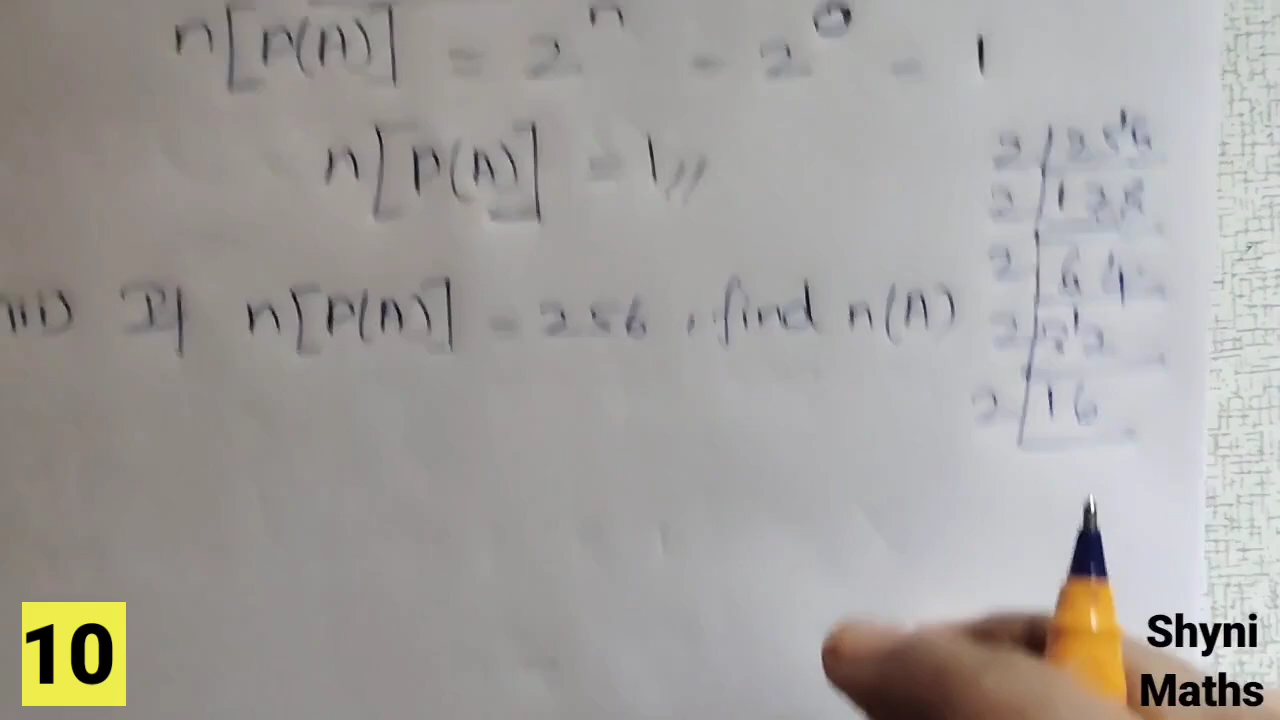 n[P(A)] = 2ⁿ = 2⁰ = 1
n[P(A)] = 1//
iii) If n[P(A)] = 256, find n(A)
2 | 256
2 | 128
2 | 64
2 | 32
2 | 16
10
Shyni
Maths